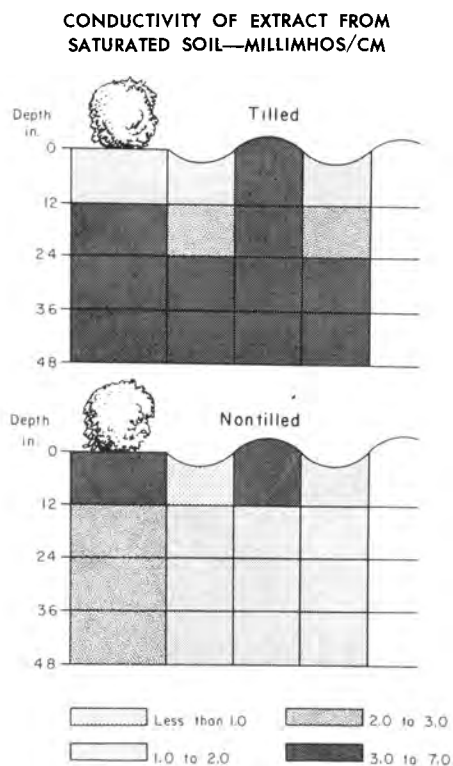 CONDUCTIVITY OF EXTRACT FROM
SATURATED SOIL—MILLIMHOS/CM
Depth
in.
Tilled
0
12
24
36
48
Depth
in.
Nontilled
0
12
24
36
48
Less than 1.0
2.0 to 3.0
1.0 to 2.0
3.0 to 7.0